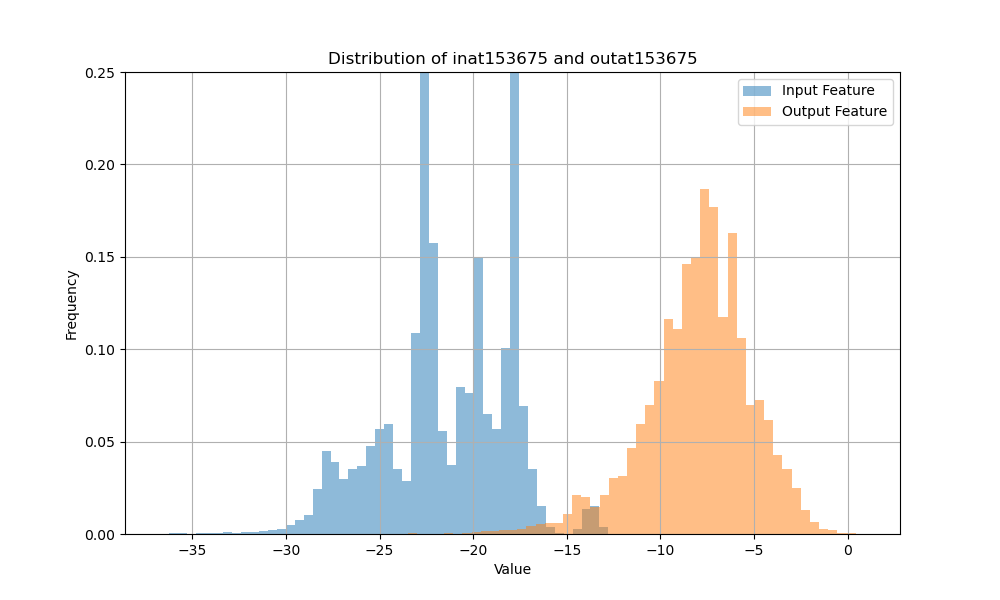 Distribution of inat153675 and outat153675
Input Feature
Output Feature
Frequency
0.25
0.20
0.15
0.10
0.05
0.00
−35
−30
−25
−20
−15
−10
−5
0
Value